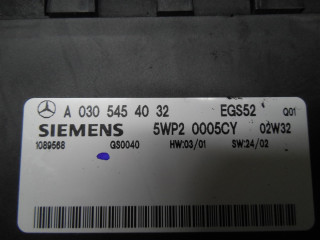 A 030 545 40 32 EGS52 Q01
SIEMENS 5WP2 0005CY 02W32
1089568 GS0040 HW:03/01 SW:24/02